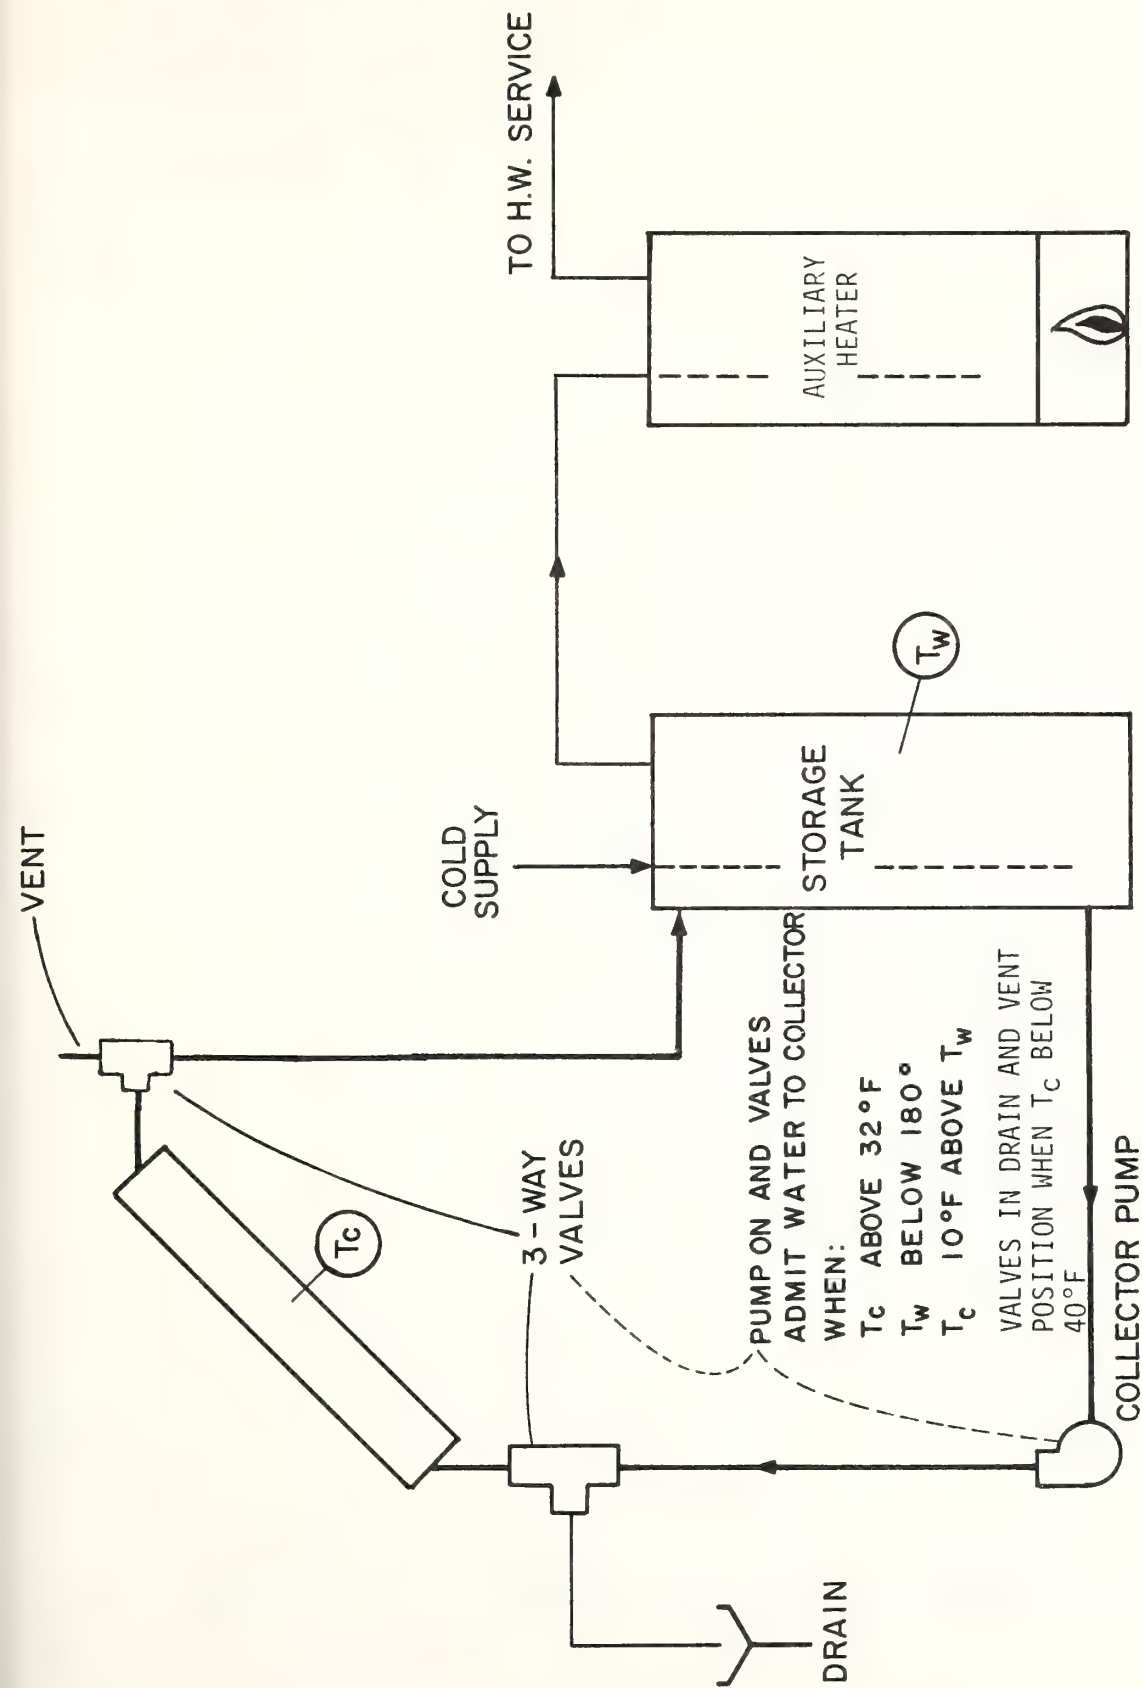 VENT
TO H.W. SERVICE
COLD
SUPPLY
AUXILIARY
HEATER
STORAGE
TANK
Tw
Tc
3-WAY
VALVES
PUMP ON AND VALVES
ADMIT WATER TO COLLECTOR
WHEN:
Tc ABOVE 32°F
Tw BELOW 180°
Tc 10°F ABOVE Tw
VALVES IN DRAIN AND VENT
POSITION WHEN Tc BELOW
40°F
COLLECTOR PUMP
DRAIN